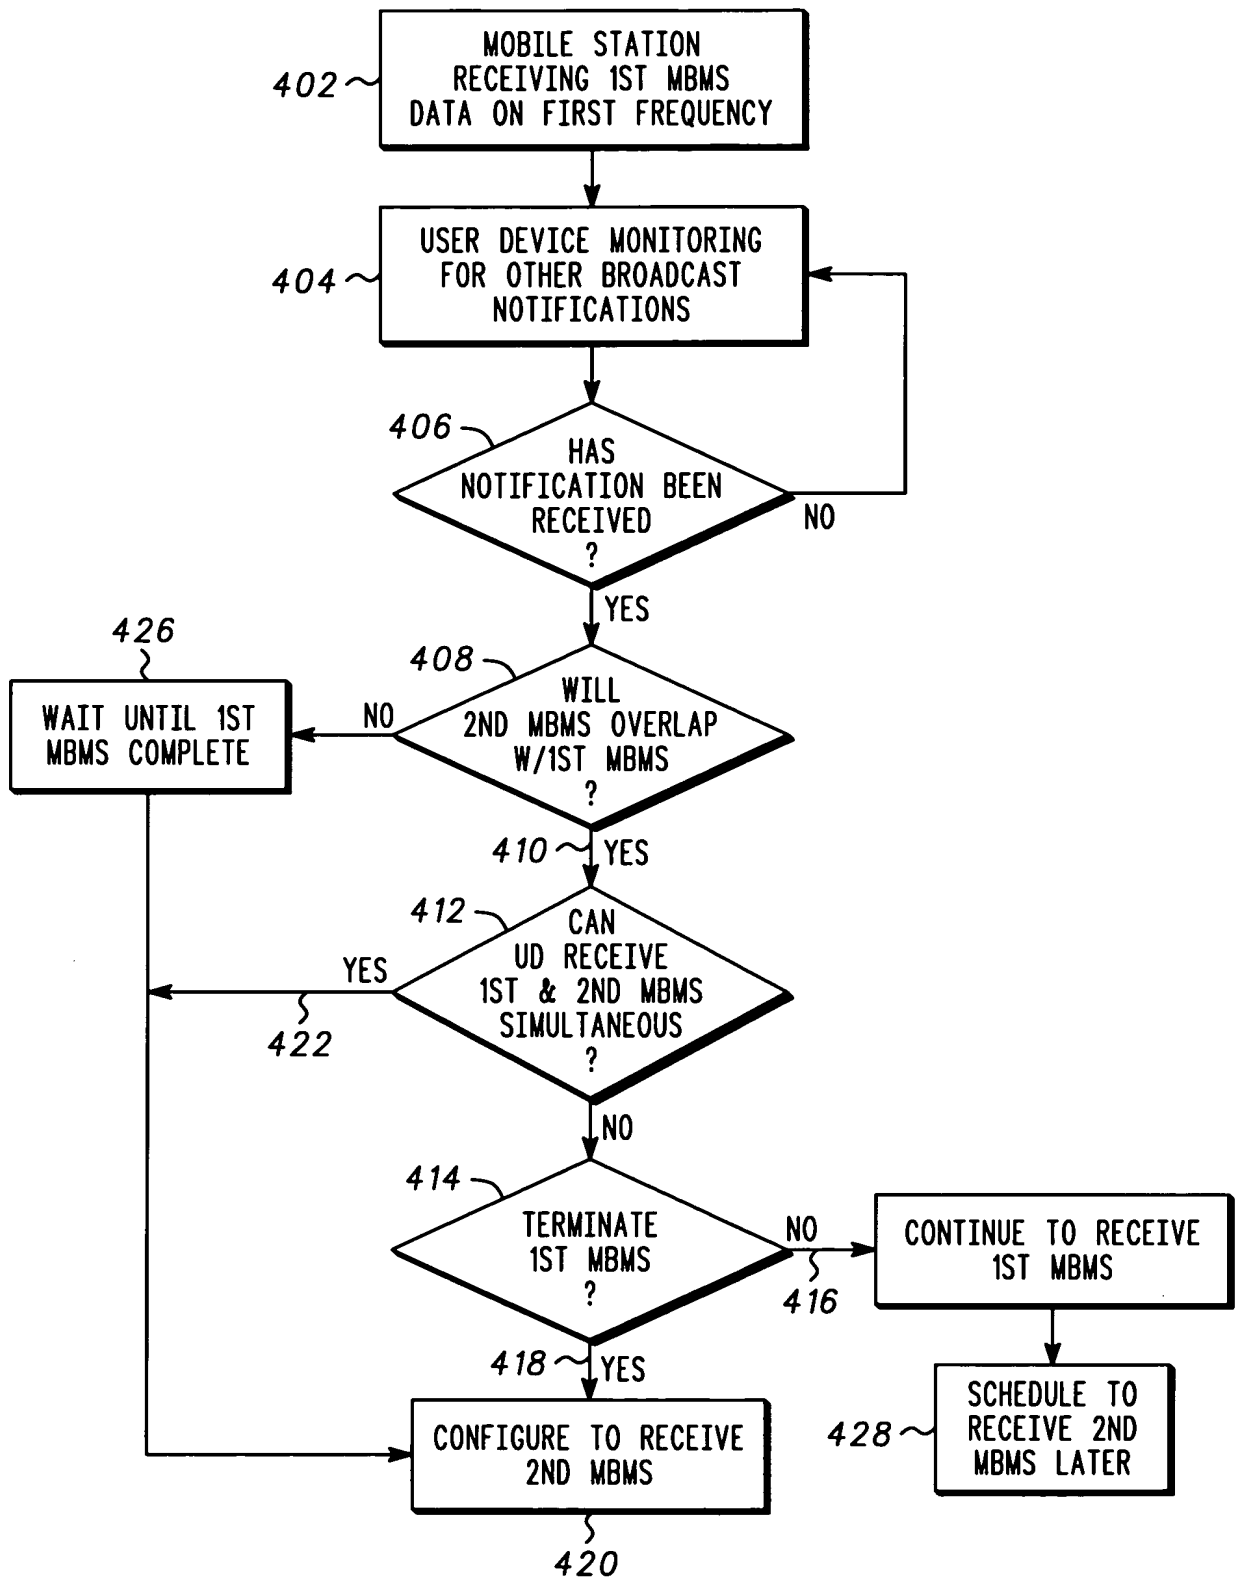 MOBILE STATION
RECEIVING 1ST MBMS
DATA ON FIRST FREQUENCY
402
USER DEVICE MONITORING
FOR OTHER BROADCAST
NOTIFICATIONS
404
406
HAS
NOTIFICATION BEEN
RECEIVED
?
NO
YES
426
WAIT UNTIL 1ST
MBMS COMPLETE
NO
408
WILL
2ND MBMS OVERLAP
W/1ST MBMS
?
410
YES
412
CAN
UD RECEIVE
1ST & 2ND MBMS
SIMULTANEOUS
?
YES
422
NO
414
TERMINATE
1ST MBMS
?
NO
416
CONTINUE TO RECEIVE
1ST MBMS
418
YES
SCHEDULE TO
RECEIVE 2ND
MBMS LATER
428
CONFIGURE TO RECEIVE
2ND MBMS
420